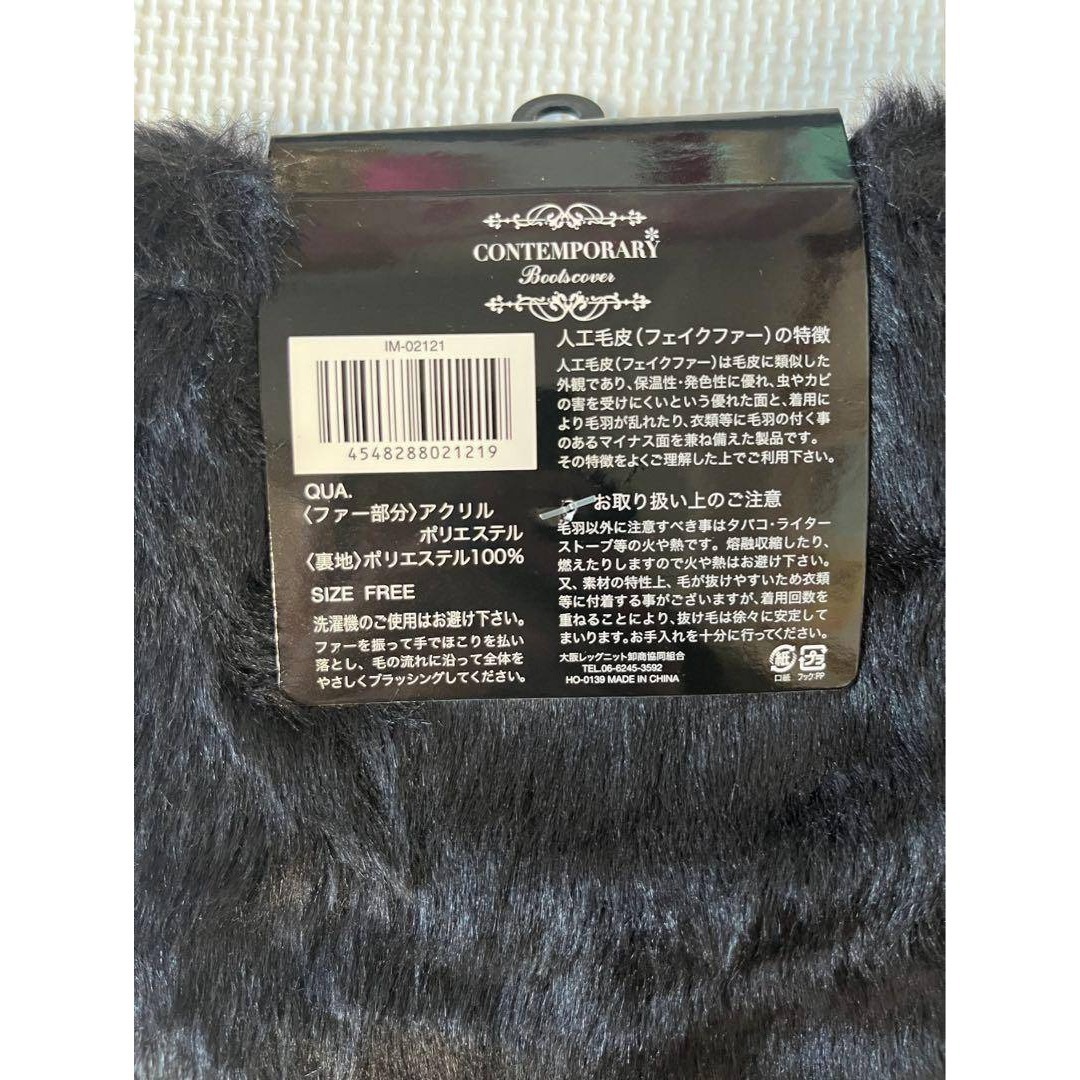 CONTEMPORARY
Bootscover
IM-02121
4548288021219
QUA.
〈ファー部分〉アクリル
ポリエステル
〈裏地〉ポリエステル100%
SIZE FREE
洗濯機のご使用はお避け下さい。
ファーを振って手でほこりを払い
落とし、毛の流れに沿って全体を
やさしくブラッシングしてください。
人工毛皮(フェイクファー)の特徴
人工毛皮(フェイクファー)は毛皮に類似した
外観であり、保温性・発色性に優れ、虫やカビ
の害を受けにくいという優れた面と、着用に
より毛羽が乱れたり、衣類等に毛羽の付く事
のあるマイナス面を兼ね備えた製品です。
その特徴をよくご理解した上でご利用下さい。
お取り扱い上のご注意
毛羽以外に注意すべき事はタバコ・ライター
ストーブ等の火や熱です。熔融収縮したり、
燃えたりしますので火や熱はお避け下さい。
又、素材の特性上、毛が抜けやすいため衣類
等に付着する事がございますが、着用回数を
重ねることにより、抜け毛は徐々に安定して
まいります。お手入れを十分に行ってください。
大阪レッグニット卸商協同組合
TEL.06-6245-3592
HO-0139 MADE IN CHINA
紙
プラ
口紙
フック:PP